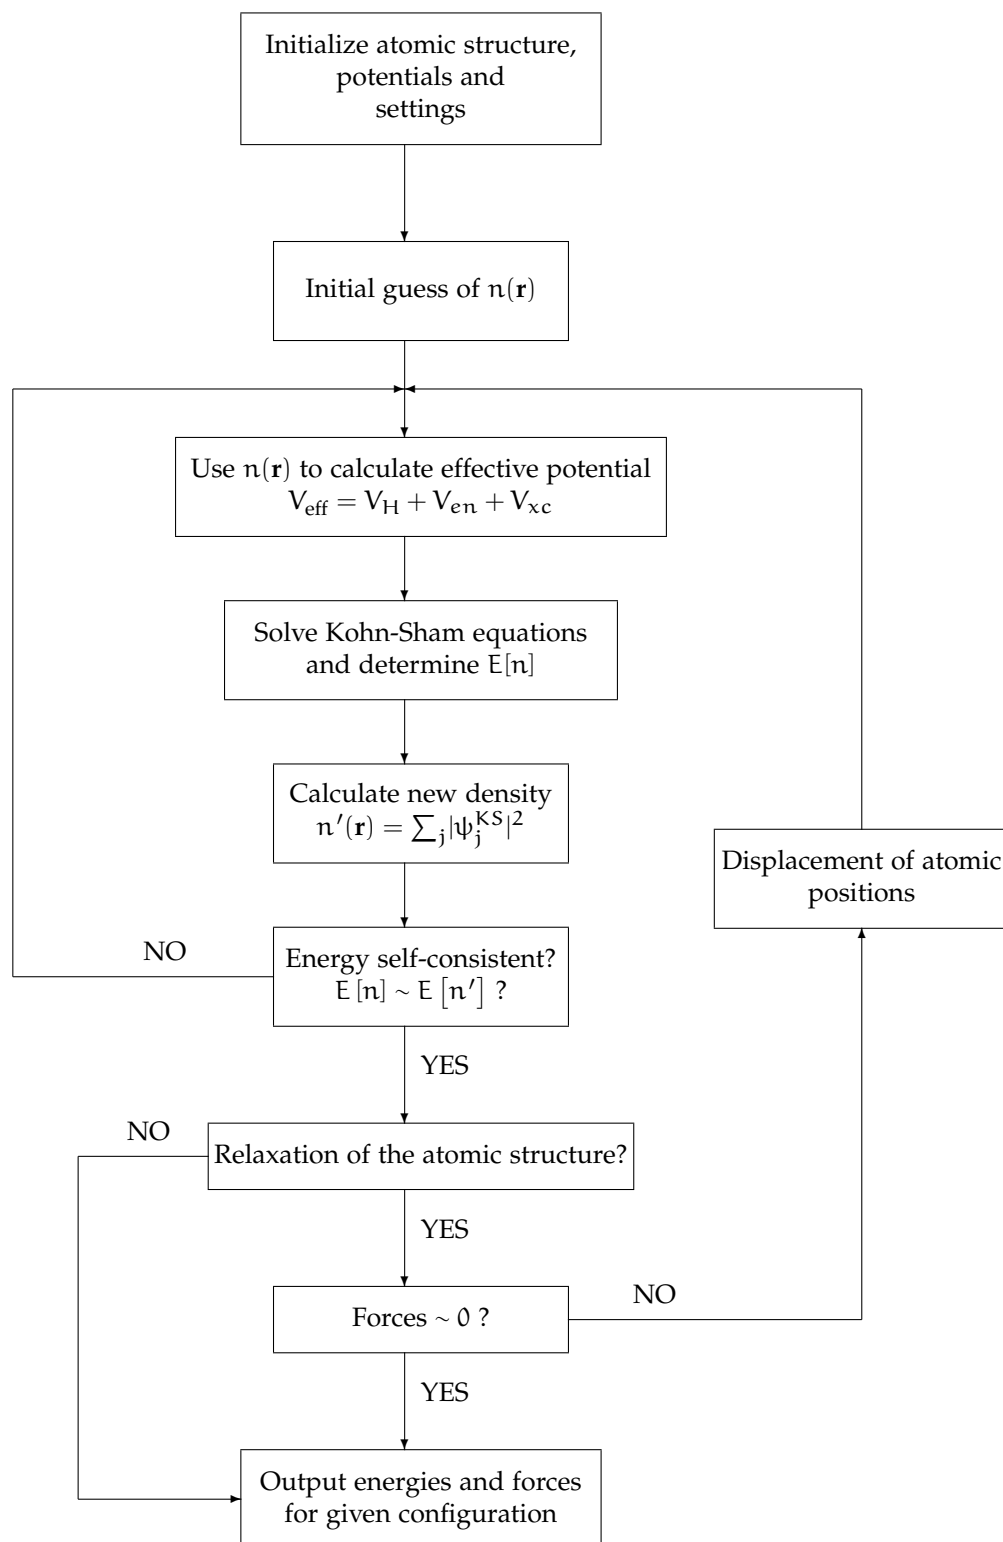 Initialize atomic structure,
potentials and
settings
Initial guess of n(r)
Use n(r) to calculate effective potential
V_eff = V_H + V_en + V_xc
Solve Kohn-Sham equations
and determine E[n]
Calculate new density
n′(r) = ∑_j |ψ_j^KS|²
Displacement of atomic
positions
NO
Energy self-consistent?
E [n] ∼ E [n′] ?
YES
NO
Relaxation of the atomic structure?
YES
Forces ∼ 0 ?
NO
YES
Output energies and forces
for given configuration